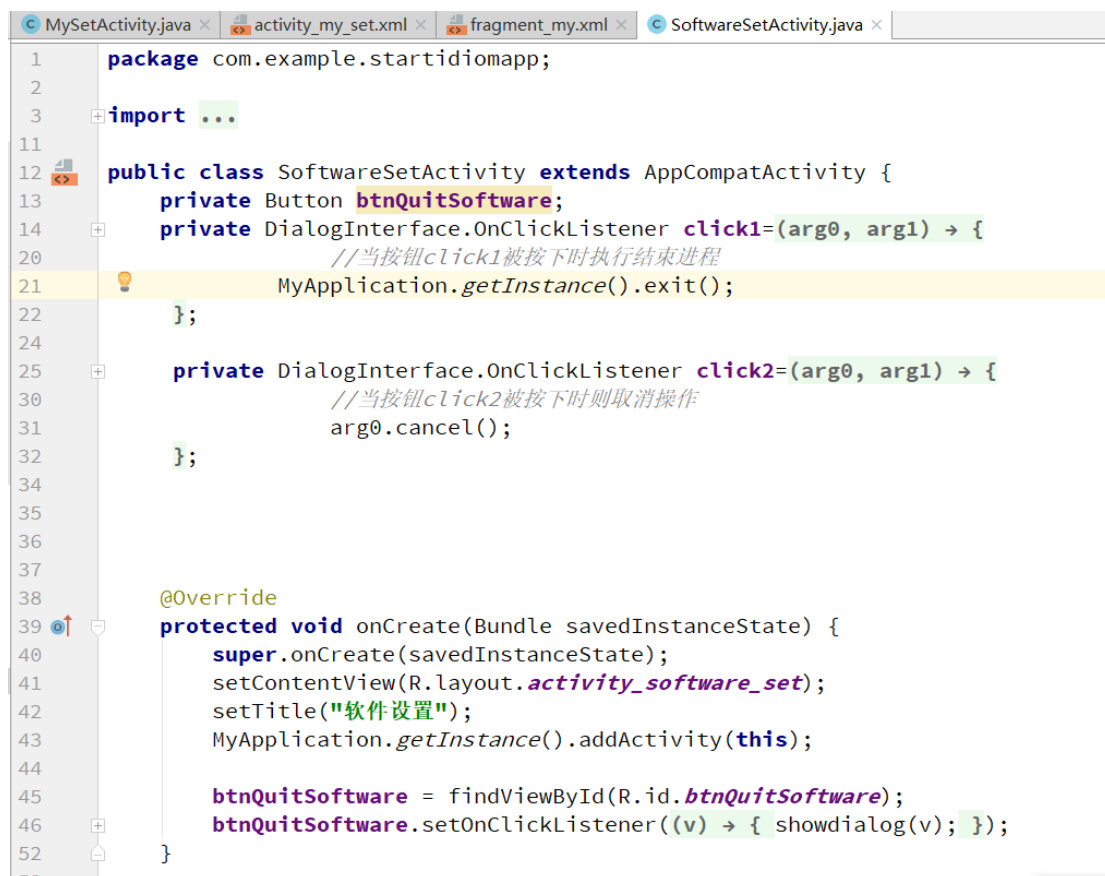 MySetActivity.java × activity_my_set.xml × fragment_my.xml × SoftwareSetActivity.java ×
1 package com.example.startidiomapp;
2
3 import ...
11
12 public class SoftwareSetActivity extends AppCompatActivity {
13 private Button btnQuitSoftware;
14 private DialogInterface.OnClickListener click1=(arg0, arg1) → {
20 //当按钮click1被按下时执行结束进程
21 MyApplication.getInstance().exit();
22 };
24
25 private DialogInterface.OnClickListener click2=(arg0, arg1) → {
30 //当按钮click2被按下时则取消操作
31 arg0.cancel();
32 };
34
35
36
37
38 @Override
39 protected void onCreate(Bundle savedInstanceState) {
40 super.onCreate(savedInstanceState);
41 setContentView(R.layout.activity_software_set);
42 setTitle("软件设置");
43 MyApplication.getInstance().addActivity(this);
44
45 btnQuitSoftware = findViewById(R.id.btnQuitSoftware);
46 btnQuitSoftware.setOnClickListener((v) → { showdialog(v); });
52 }